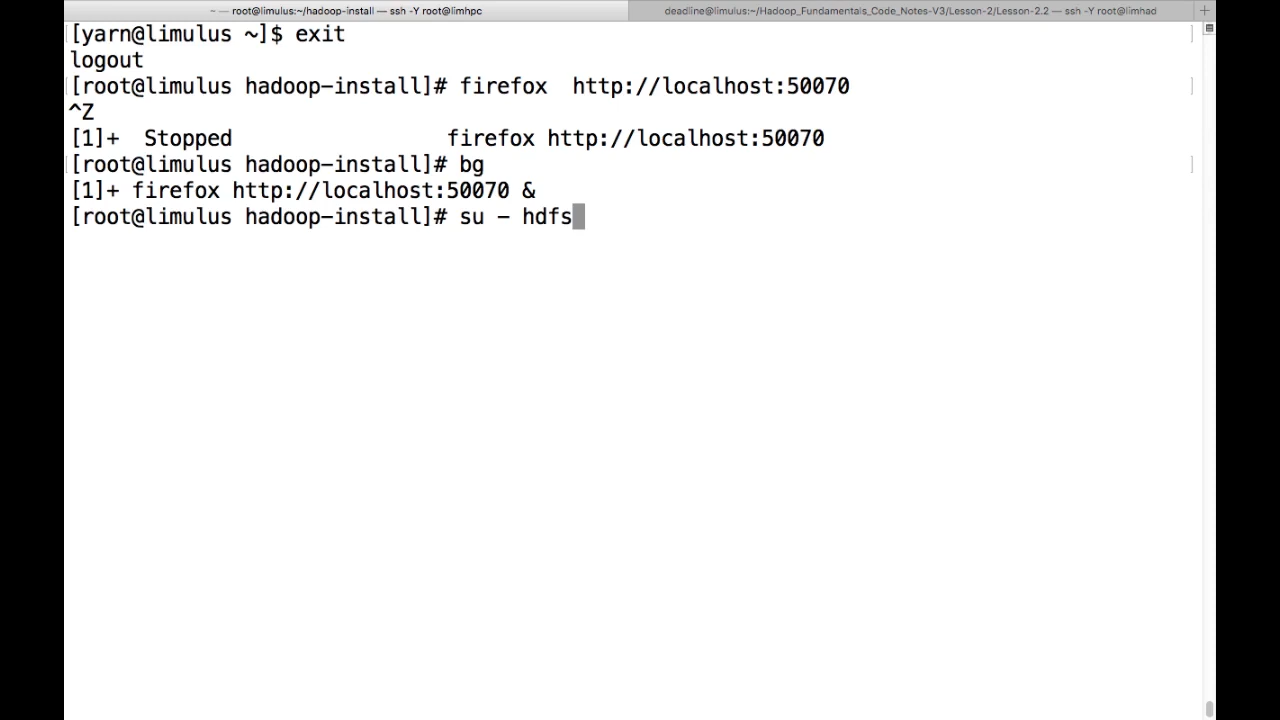 ~ — root@limulus:~/hadoop-install — ssh -Y root@limhpc
deadline@limulus:~/Hadoop_Fundamentals_Code_Notes-V3/Lesson-2/Lesson-2.2 — ssh -Y root@limhad
[yarn@limulus ~]$ exit
logout
[root@limulus hadoop-install]# firefox  http://localhost:50070
^Z
[1]+  Stopped                 firefox http://localhost:50070
[root@limulus hadoop-install]# bg
[1]+ firefox http://localhost:50070 &
[root@limulus hadoop-install]# su - hdfs